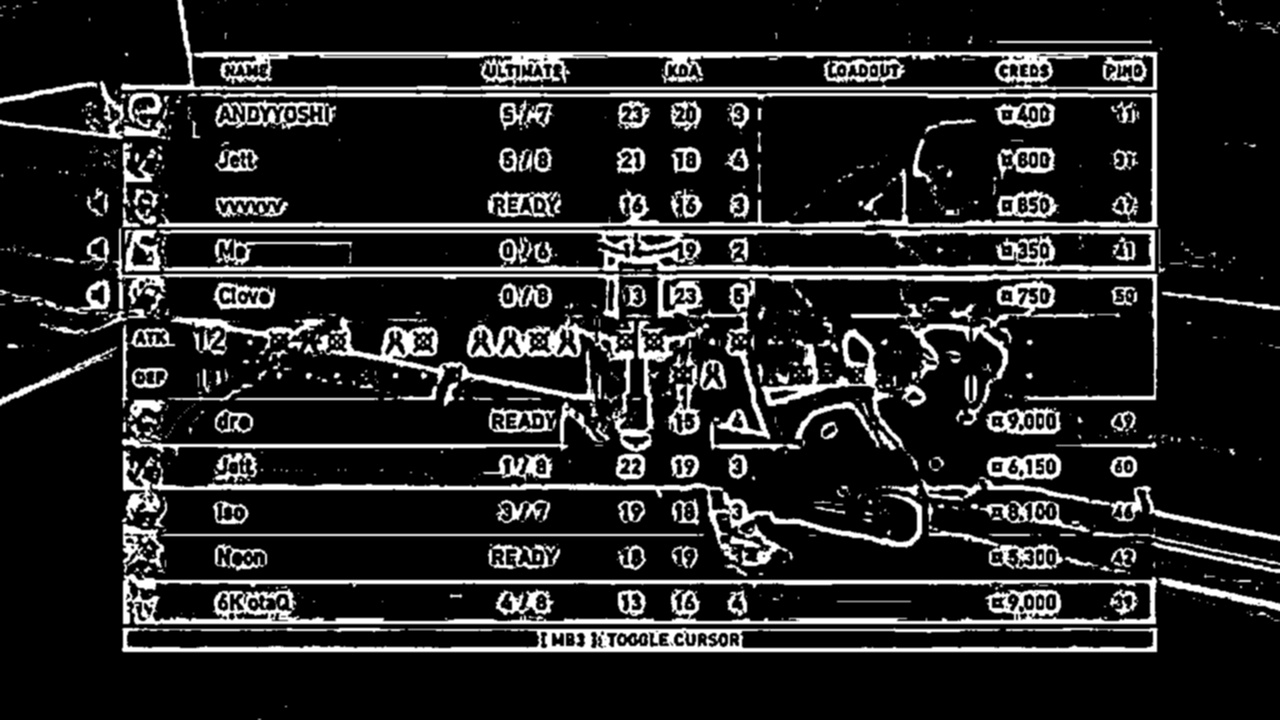 NAME ULTIMATE KDA LOADOUT CREDS PING
ANDYYOSHI 5 / 7 23 20 9 ¤ 400 11
Jett 6 / 8 21 18 4 ¤ 800 31
vvvvvv READY 16 16 3 ¤ 850 47
Me 0 / 6 19 2 ¤ 350 41
Clove 0 / 8 13 23 5 ¤ 750 50
ATK 12
DEF 11
dre READY 15 4 ¤ 9,000 49
Jett 1 / 8 22 19 3 ¤ 6,150 60
Iso 3 / 7 19 18 3 ¤ 8,100 46
Neon READY 18 19 ¤ 5,300 42
6KotaQ 4 / 8 13 16 4 ¤ 9,000 39
[ MB3 ]: TOGGLE CURSOR